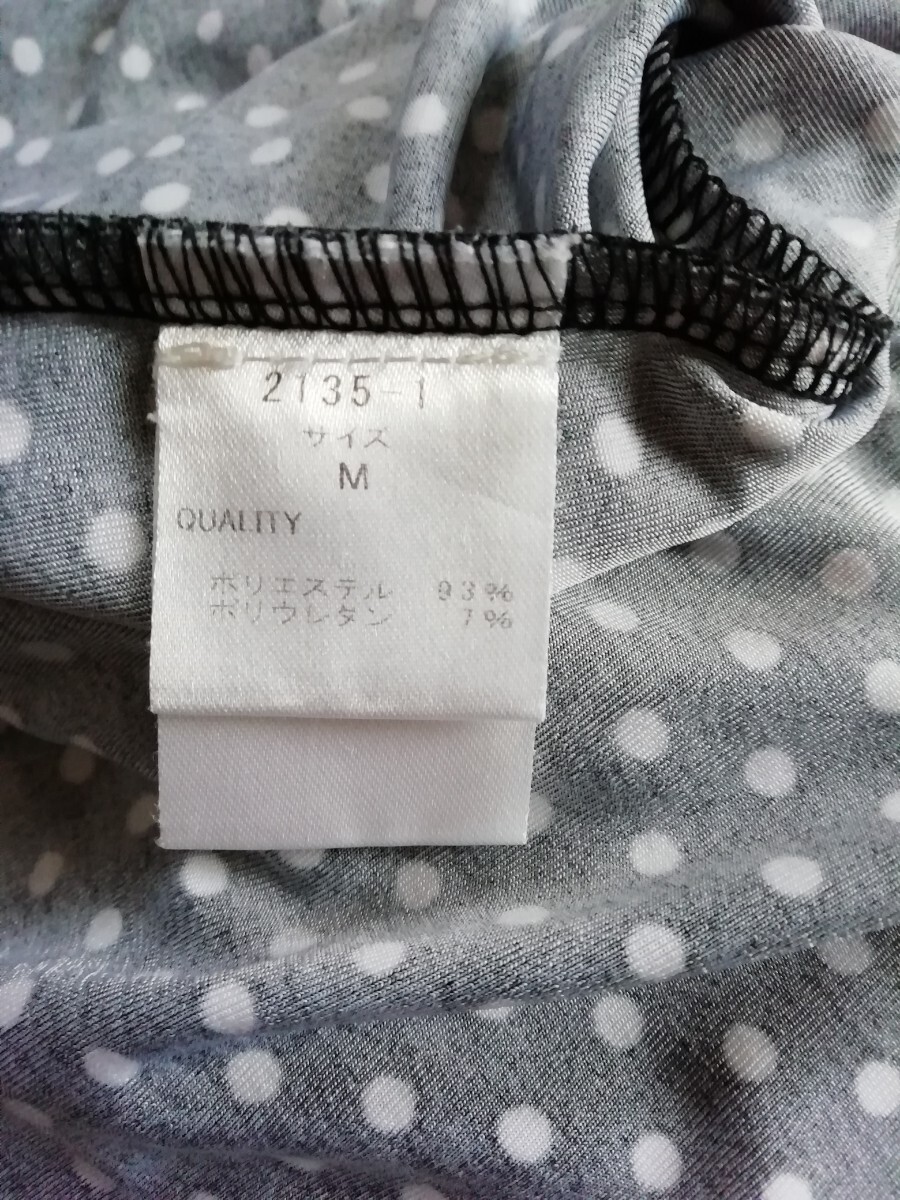 2135-1
サイズ
M
QUALITY
ポリエステル 93%
ポリウレタン 7%